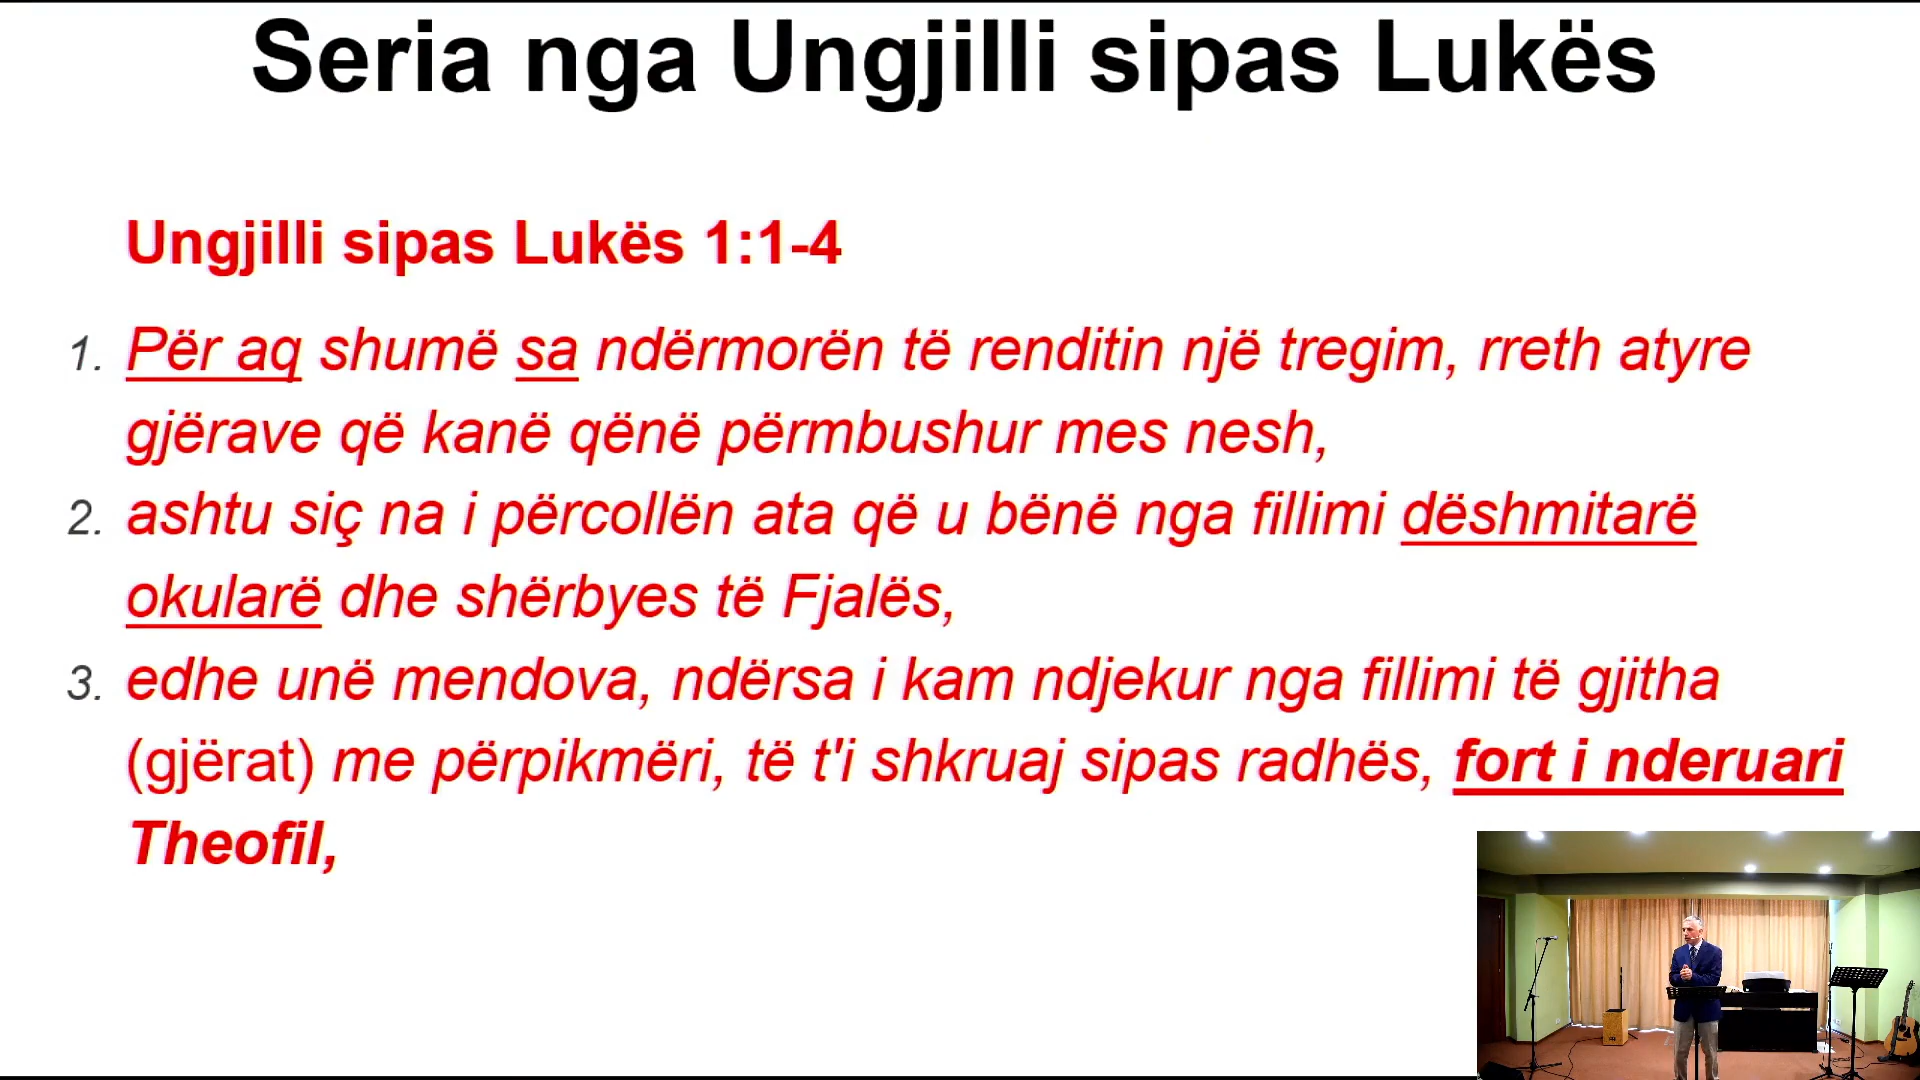 Seria nga Ungjilli sipas Lukës
Ungjilli sipas Lukës 1:1-4
1. Për aq shumë sa ndërmorën të renditin një tregim, rreth atyre
gjërave që kanë qënë përmbushur mes nesh,
2. ashtu siç na i përcollën ata që u bënë nga fillimi dëshmitarë
okularë dhe shërbyes të Fjalës,
3. edhe unë mendova, ndërsa i kam ndjekur nga fillimi të gjitha
(gjërat) me përpikmëri, të t'i shkruaj sipas radhës, fort i nderuari
Theofil,